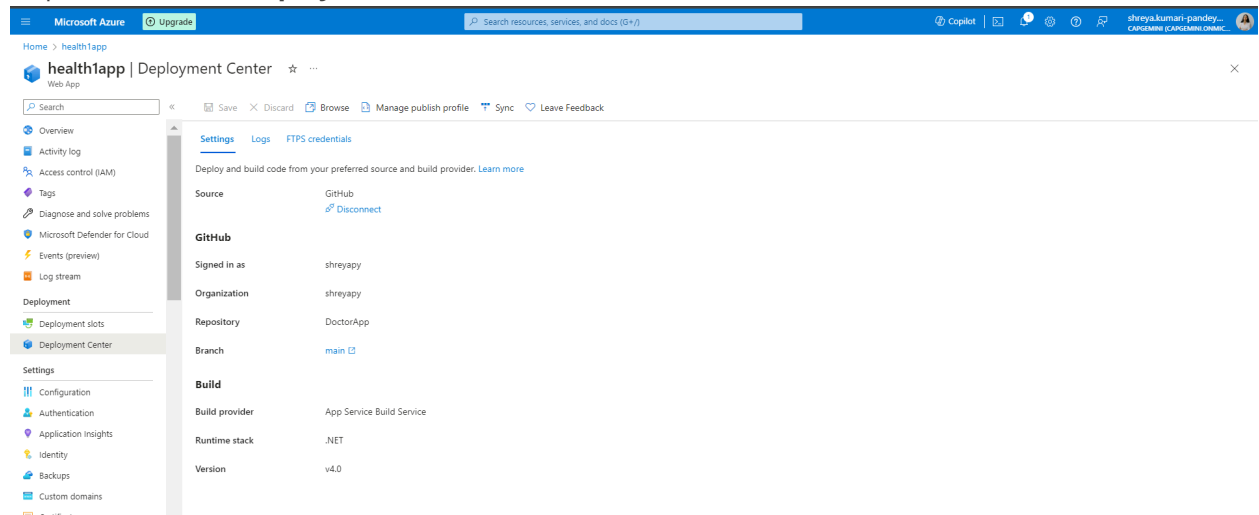 Microsoft Azure
Upgrade
Search resources, services, and docs (G+/)
Copilot
shreya.kumari-pandey...
CAPGEMINI (CAPGEMINI.ONMIC...
Home > health1app
health1app | Deployment Center
Web App
Search
Save
Discard
Browse
Manage publish profile
Sync
Leave Feedback
Overview
Activity log
Access control (IAM)
Tags
Diagnose and solve problems
Microsoft Defender for Cloud
Events (preview)
Log stream
Deployment
Deployment slots
Deployment Center
Settings
Configuration
Authentication
Application Insights
Identity
Backups
Custom domains
Settings
Logs
FTPS credentials
Deploy and build code from your preferred source and build provider. Learn more
Source GitHub
Disconnect
GitHub
Signed in as shreyapy
Organization shreyapy
Repository DoctorApp
Branch main
Build
Build provider App Service Build Service
Runtime stack .NET
Version v4.0